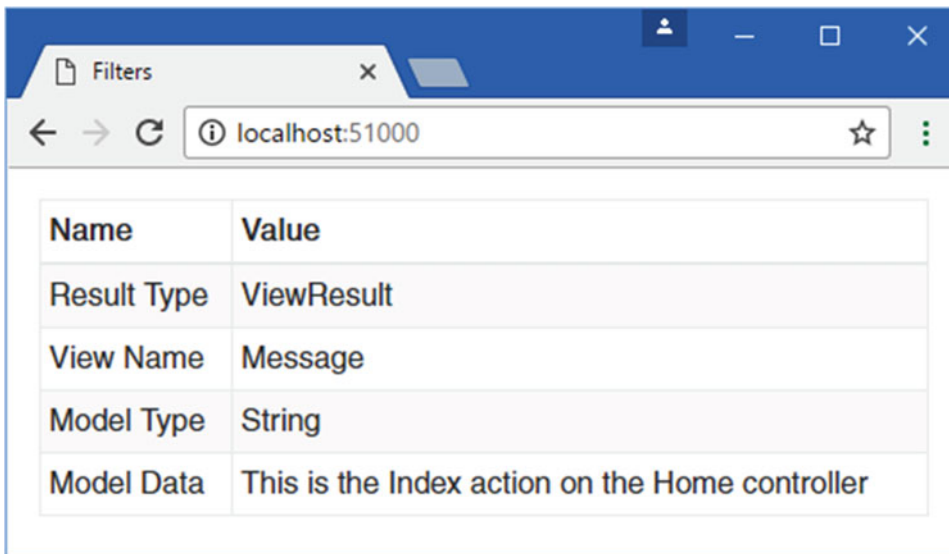 Filters
localhost:51000
Name Value
Result Type ViewResult
View Name Message
Model Type String
Model Data This is the Index action on the Home controller